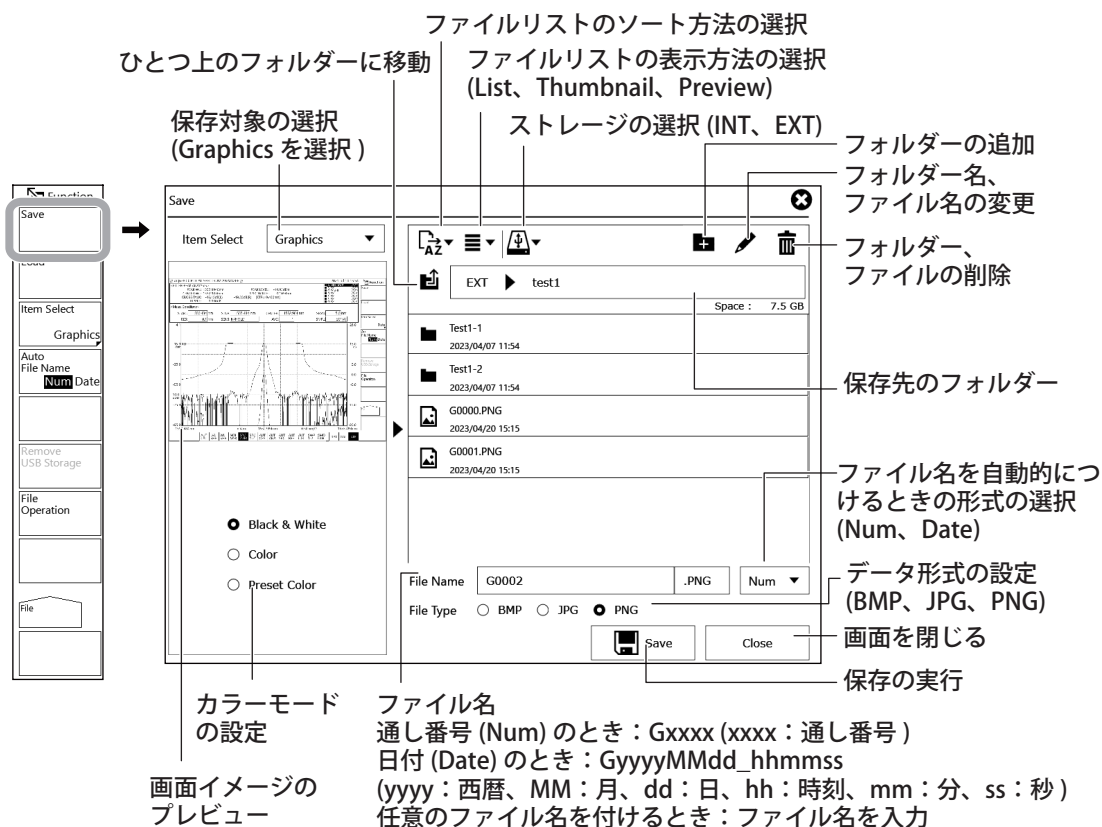 ファイルリストのソート方法の選択
ひとつ上のフォルダーに移動
ファイルリストの表示方法の選択
(List、Thumbnail、Preview)
保存対象の選択
(Graphics を選択 )
ストレージの選択 (INT、EXT)
フォルダーの追加
フォルダー名、
ファイル名の変更
フォルダー、
ファイルの削除
Function
Save
Load
Item Select
Graphics
Auto
File Name
Num Date
Remove
USB Storage
File
Operation
File
Save
Item Select
Graphics
Black & White
Color
Preset Color
AZ
EXT
test1
Space : 7.5 GB
Test1-1
2023/04/07 11:54
Test1-2
2023/04/07 11:54
G0000.PNG
2023/04/20 15:15
G0001.PNG
2023/04/20 15:15
File Name G0002 .PNG Num
File Type BMP JPG PNG
Save
Close
保存先のフォルダー
ファイル名を自動的につ
けるときの形式の選択
(Num、Date)
データ形式の設定
(BMP、JPG、PNG)
画面を閉じる
保存の実行
カラーモード
の設定
画面イメージの
プレビュー
ファイル名
通し番号 (Num) のとき：Gxxxx (xxxx：通し番号 )
日付 (Date) のとき：GyyyyMMdd_hhmmss
(yyyy：西暦、MM：月、dd：日、hh：時刻、mm：分、ss：秒 )
任意のファイル名を付けるとき：ファイル名を入力